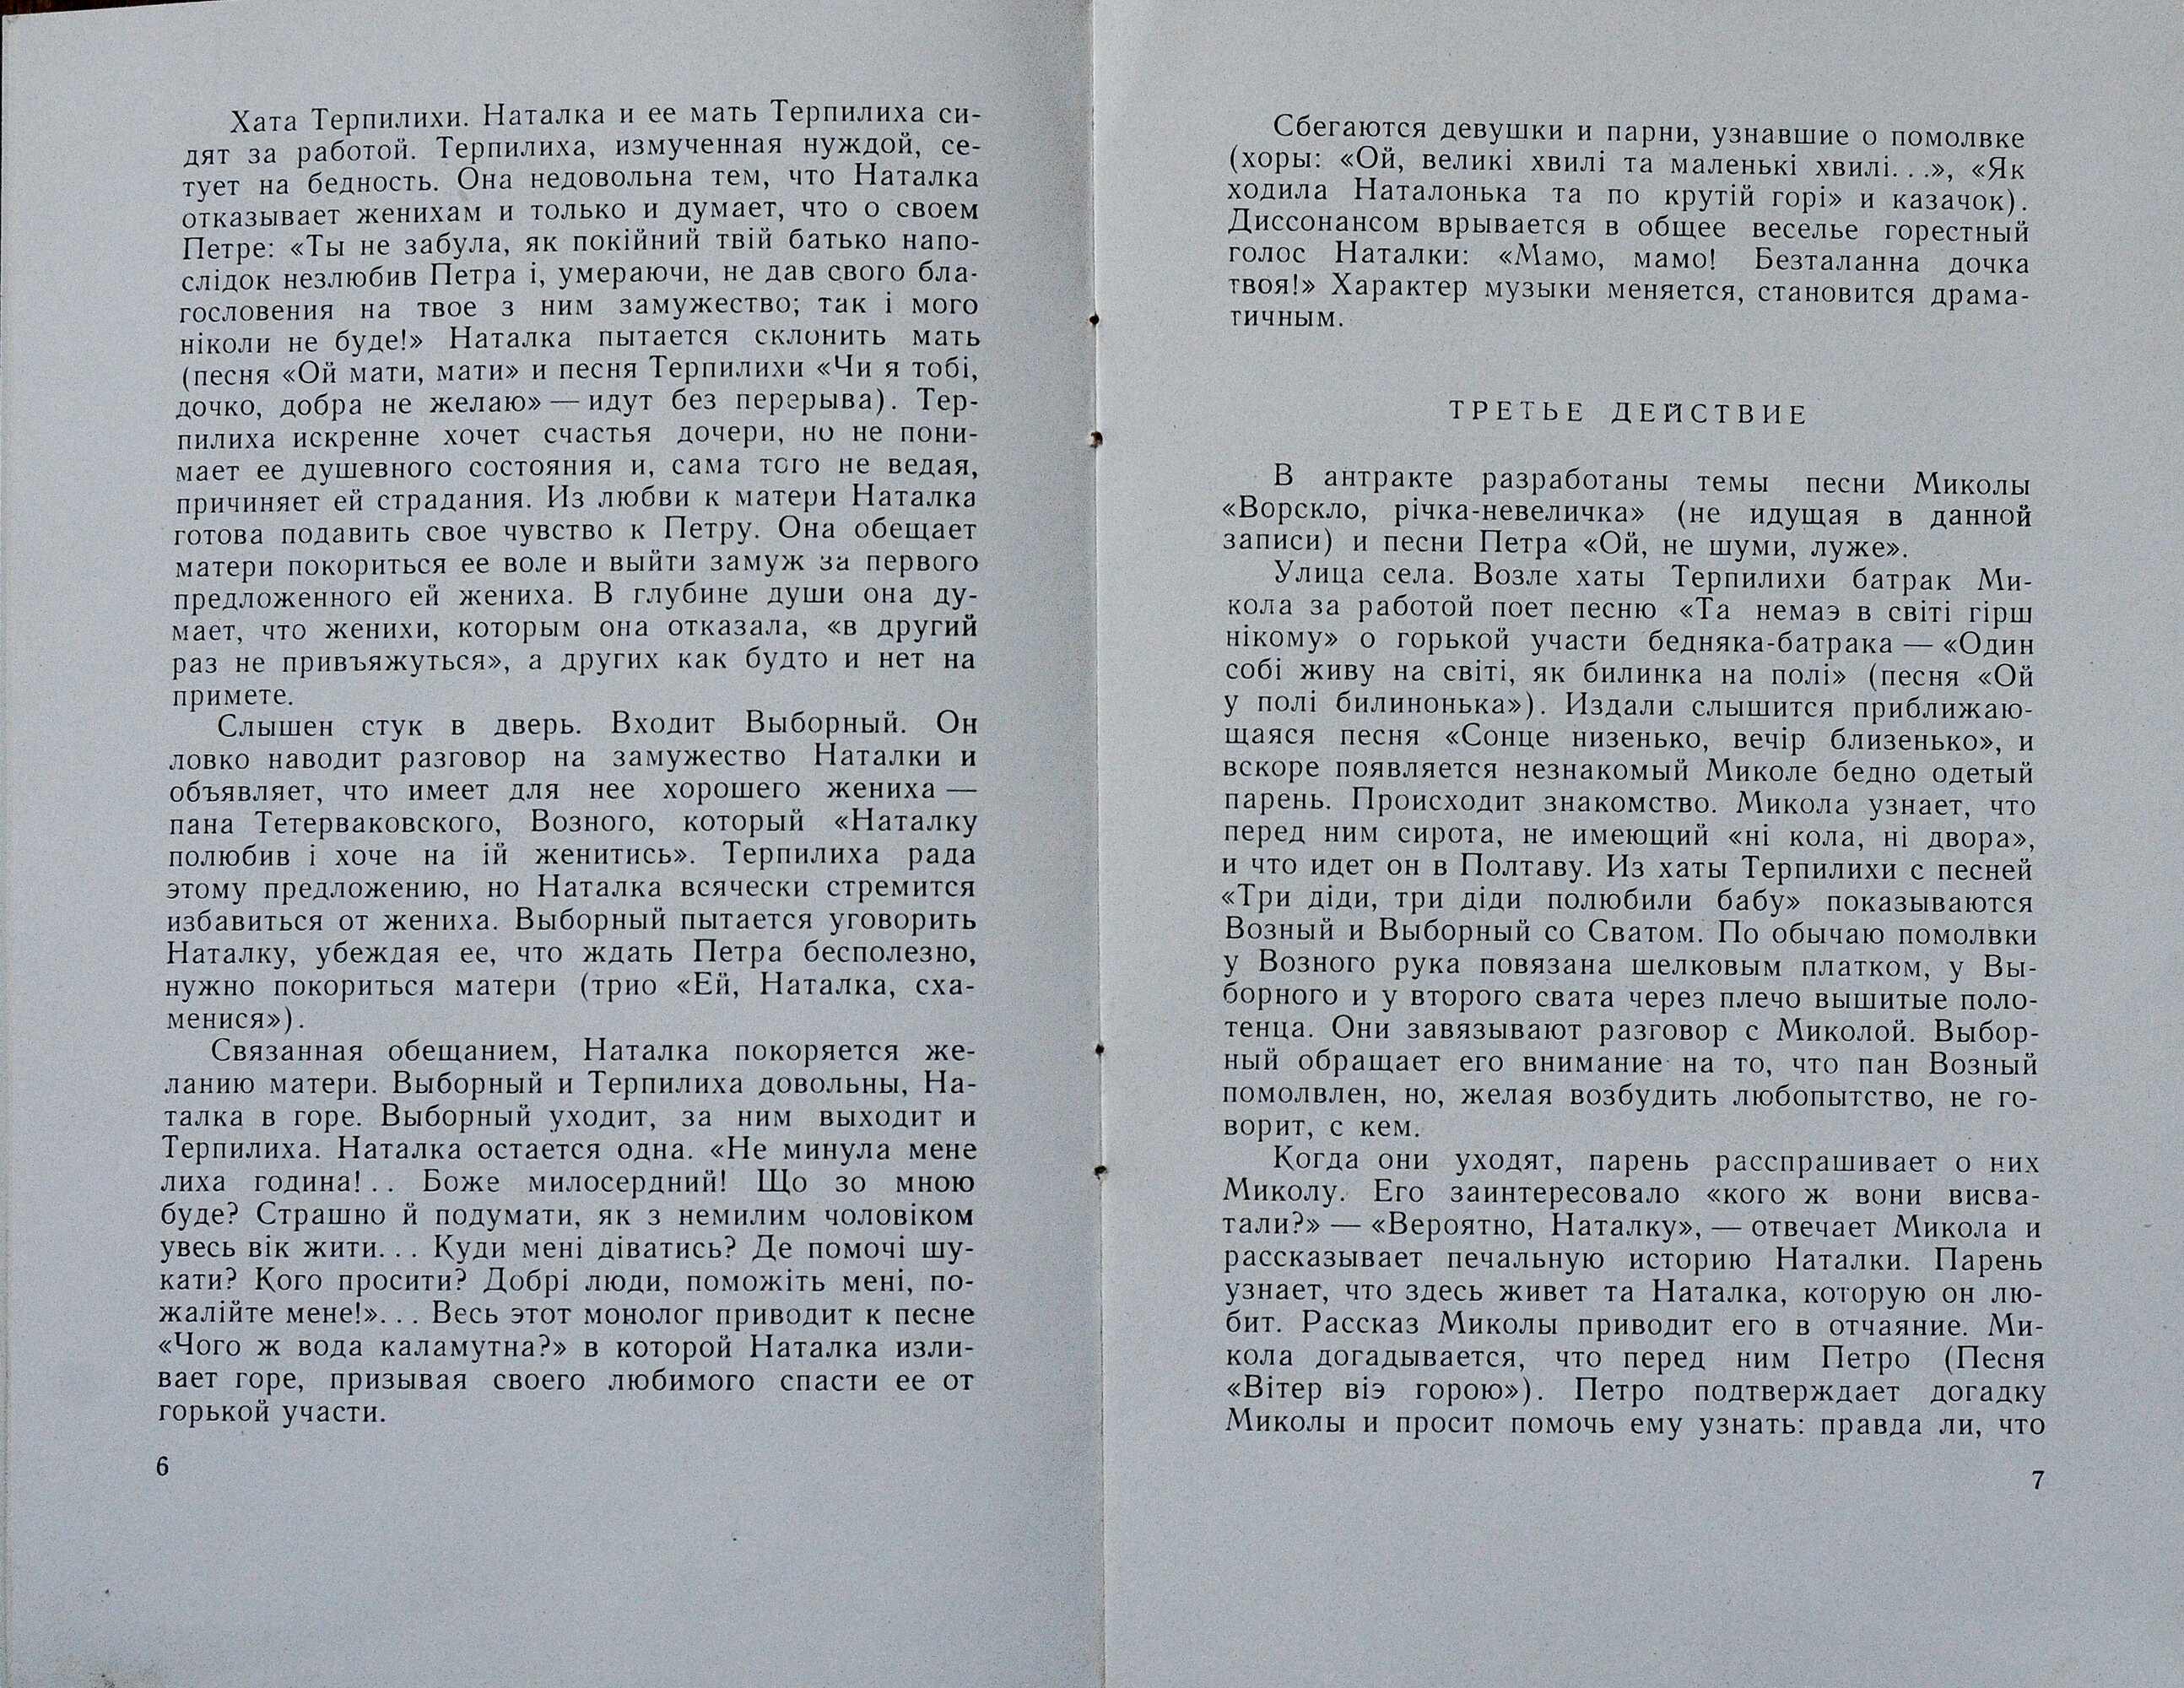 Хата Терпилихи. Наталка и ее мать Терпилиха си-
дят за работой. Терпилиха, измученная нуждой, се-
тует на бедность. Она недовольна тем, что Наталка
отказывает женихам и только и думает, что о своем
Петре: «Ты не забула, як покійний твій батько напо-
слідок незлюбив Петра і, умераючи, не дав свого бла-
гословения на твое з ним замужество; так і мого
ніколи не буде!» Наталка пытается склонить мать
(песня «Ой мати, мати» и песня Терпилихи «Чи я тобі,
дочко, добра не желаю» — идут без перерыва). Тер-
пилиха искренне хочет счастья дочери, но не пони-
мает ее душевного состояния и, сама того не ведая,
причиняет ей страдания. Из любви к матери Наталка
готова подавить свое чувство к Петру. Она обещает
матери покориться ее воле и выйти замуж за первого
предложенного ей жениха. В глубине души она ду-
мает, что женихи, которым она отказала, «в другий
раз не привъяжуться», а других как будто и нет на
примете.
Слышен стук в дверь. Входит Выборный. Он
ловко наводит разговор на замужество Наталки и
объявляет, что имеет для нее хорошего жениха —
пана Тетерваковского, Возного, который «Наталку
полюбив і хоче на ій женитись». Терпилиха рада
этому предложению, но Наталка всячески стремится
избавиться от жениха. Выборный пытается уговорить
Наталку, убеждая ее, что ждать Петра бесполезно,
нужно покориться матери (трио «Ей, Наталка, сха-
менися»).
Связанная обещанием, Наталка покоряется же-
ланию матери. Выборный и Терпилиха довольны, На-
талка в горе. Выборный уходит, за ним выходит и
Терпилиха. Наталка остается одна. «Не минула мене
лиха година!.. Боже милосердний! Що зо мною
буде? Страшно й подумати, як з немилим чоловіком
увесь вік жити... Куди мені діватись? Де помочі шу-
кати? Кого просити? Добрі люди, поможіть мені, по-
жалійте мене!»... Весь этот монолог приводит к песне
«Чого ж вода каламутна?» в которой Наталка изли-
вает горе, призывая своего любимого спасти ее от
горькой участи.
6
Сбегаются девушки и парни, узнавшие о помолвке
(хоры: «Ой, великі хвилі та маленькі хвилі...», «Як
ходила Наталонька та по крутій горі» и казачок).
Диссонансом врывается в общее веселье горестный
голос Наталки: «Мамо, мамо! Безталанна дочка
твоя!» Характер музыки меняется, становится драма-
тичным.
ТРЕТЬЕ ДЕЙСТВИЕ
В антракте разработаны темы песни Миколы
«Ворскло, річка-невеличка» (не идущая в данной
записи) и песни Петра «Ой, не шуми, луже».
Улица села. Возле хаты Терпилихи батрак Ми-
кола за работой поет песню «Та немаэ в світі гірш
нікому» о горькой участи бедняка-батрака — «Один
собі живу на світі, як билинка на полі» (песня «Ой
у полі билинонька»). Издали слышится приближаю-
щаяся песня «Сонце низенько, вечір близенько», и
вскоре появляется незнакомый Миколе бедно одетый
парень. Происходит знакомство. Микола узнает, что
перед ним сирота, не имеющий «ні кола, ні двора»,
и что идет он в Полтаву. Из хаты Терпилихи с песней
«Три діди, три діди полюбили бабу» показываются
Возный и Выборный со Сватом. По обычаю помолвки
у Возного рука повязана шелковым платком, у Вы-
борного и у второго свата через плечо вышитые поло-
тенца. Они завязывают разговор с Миколой. Выбор-
ный обращает его внимание на то, что пан Возный
помолвлен, но, желая возбудить любопытство, не го-
ворит, с кем.
Когда они уходят, парень расспрашивает о них
Миколу. Его заинтересовало «кого ж вони висва-
тали?» — «Вероятно, Наталку», — отвечает Микола и
рассказывает печальную историю Наталки. Парень
узнает, что здесь живет та Наталка, которую он лю-
бит. Рассказ Миколы приводит его в отчаяние. Ми-
кола догадывается, что перед ним Петро (Песня
«Вітер віэ горою»). Петро подтверждает догадку
Миколы и просит помочь ему узнать: правда ли, что
7